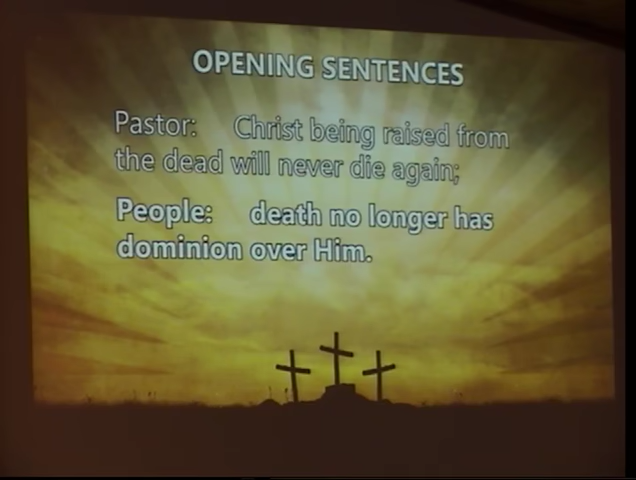 OPENING SENTENCES
Pastor: Christ being raised from
the dead will never die again;
People: death no longer has
dominion over Him.